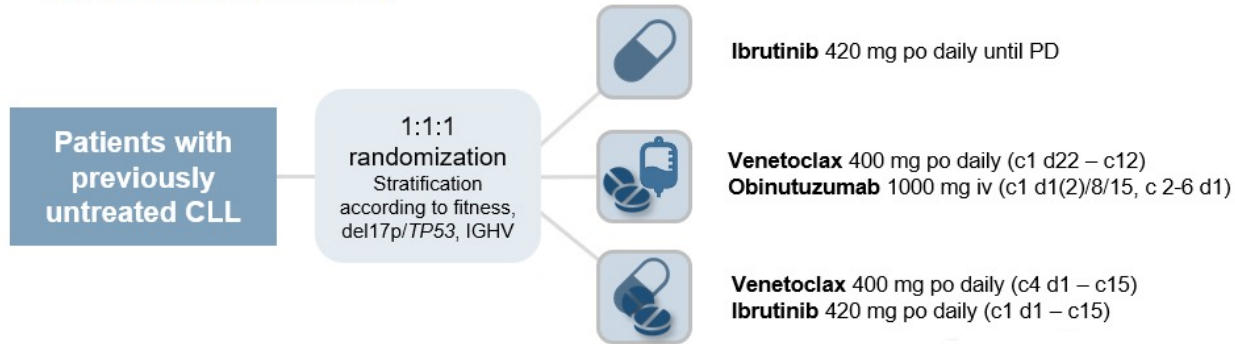 Patients with
previously
untreated CLL
1:1:1
randomization
Stratification
according to fitness,
del17p/TP53, IGHV
Ibrutinib 420 mg po daily until PD
Venetoclax 400 mg po daily (c1 d22 – c12)
Obinutuzumab 1000 mg iv (c1 d1(2)/8/15, c 2-6 d1)
Venetoclax 400 mg po daily (c4 d1 – c15)
Ibrutinib 420 mg po daily (c1 d1 – c15)